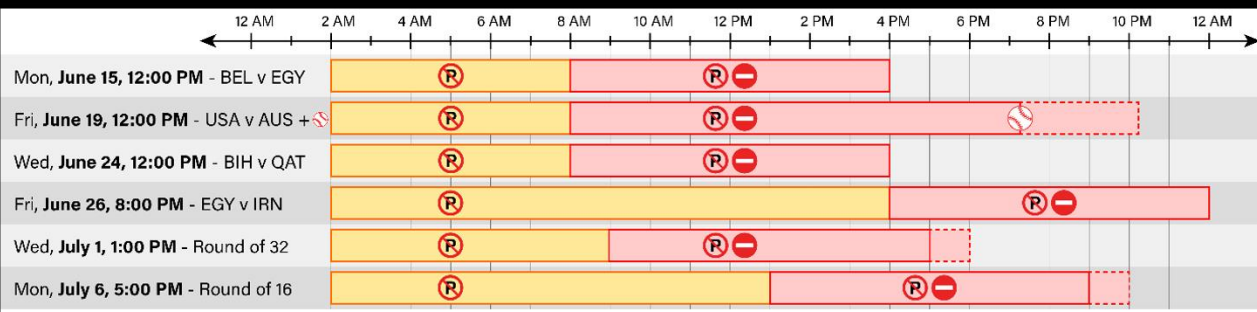 12 AM 2 AM 4 AM 6 AM 8 AM 10 AM 12 PM 2 PM 4 PM 6 PM 8 PM 10 PM 12 AM
Mon, June 15, 12:00 PM - BEL v EGY P P
Fri, June 19, 12:00 PM - USA v AUS + P P
Wed, June 24, 12:00 PM - BIH v QAT P P
Fri, June 26, 8:00 PM - EGY v IRN P P
Wed, July 1, 1:00 PM - Round of 32 P P
Mon, July 6, 5:00 PM - Round of 16 P P